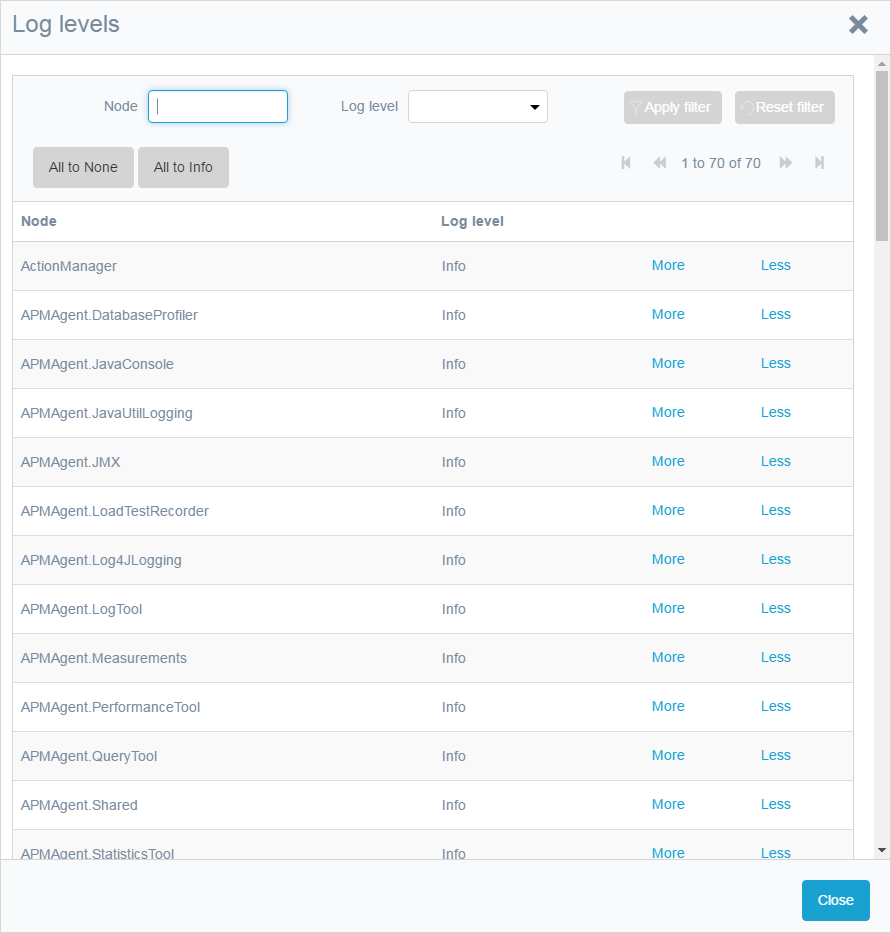 Log levels
Node Log level Apply filter Reset filter
All to None All to Info 1 to 70 of 70
Node Log level
ActionManager Info More Less
APMAgent.DatabaseProfiler Info More Less
APMAgent.JavaConsole Info More Less
APMAgent.JavaUtilLogging Info More Less
APMAgent.JMX Info More Less
APMAgent.LoadTestRecorder Info More Less
APMAgent.Log4JLogging Info More Less
APMAgent.LogTool Info More Less
APMAgent.Measurements Info More Less
APMAgent.PerformanceTool Info More Less
APMAgent.QueryTool Info More Less
APMAgent.Shared Info More Less
APMAgent.StatisticsTool Info More Less
Close